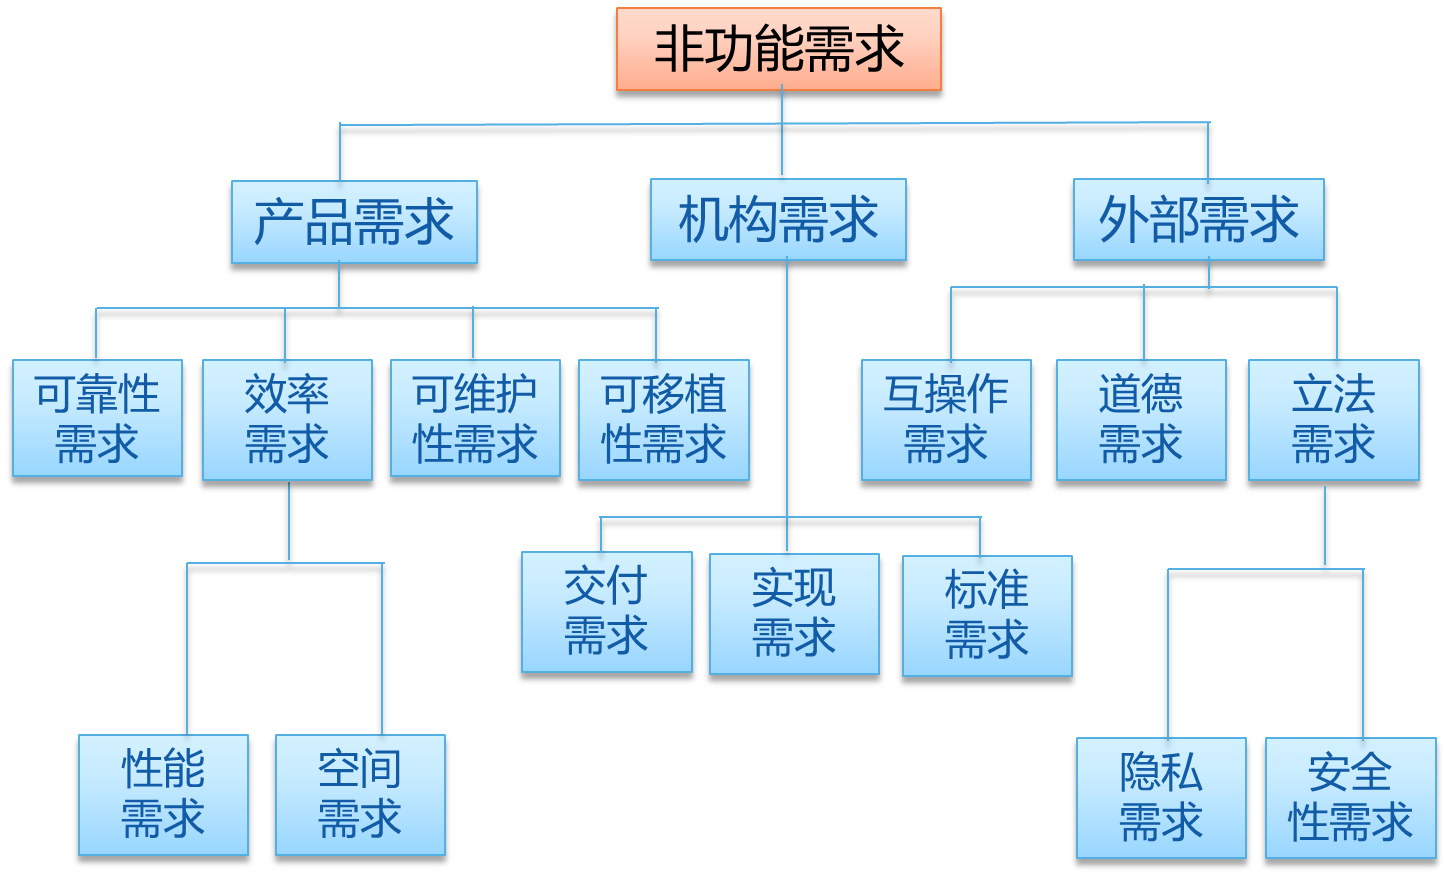 非功能需求
产品需求
机构需求
外部需求
可靠性
需求
效率
需求
可维护
性需求
可移植
性需求
互操作
需求
道德
需求
立法
需求
交付
需求
实现
需求
标准
需求
性能
需求
空间
需求
隐私
需求
安全
性需求